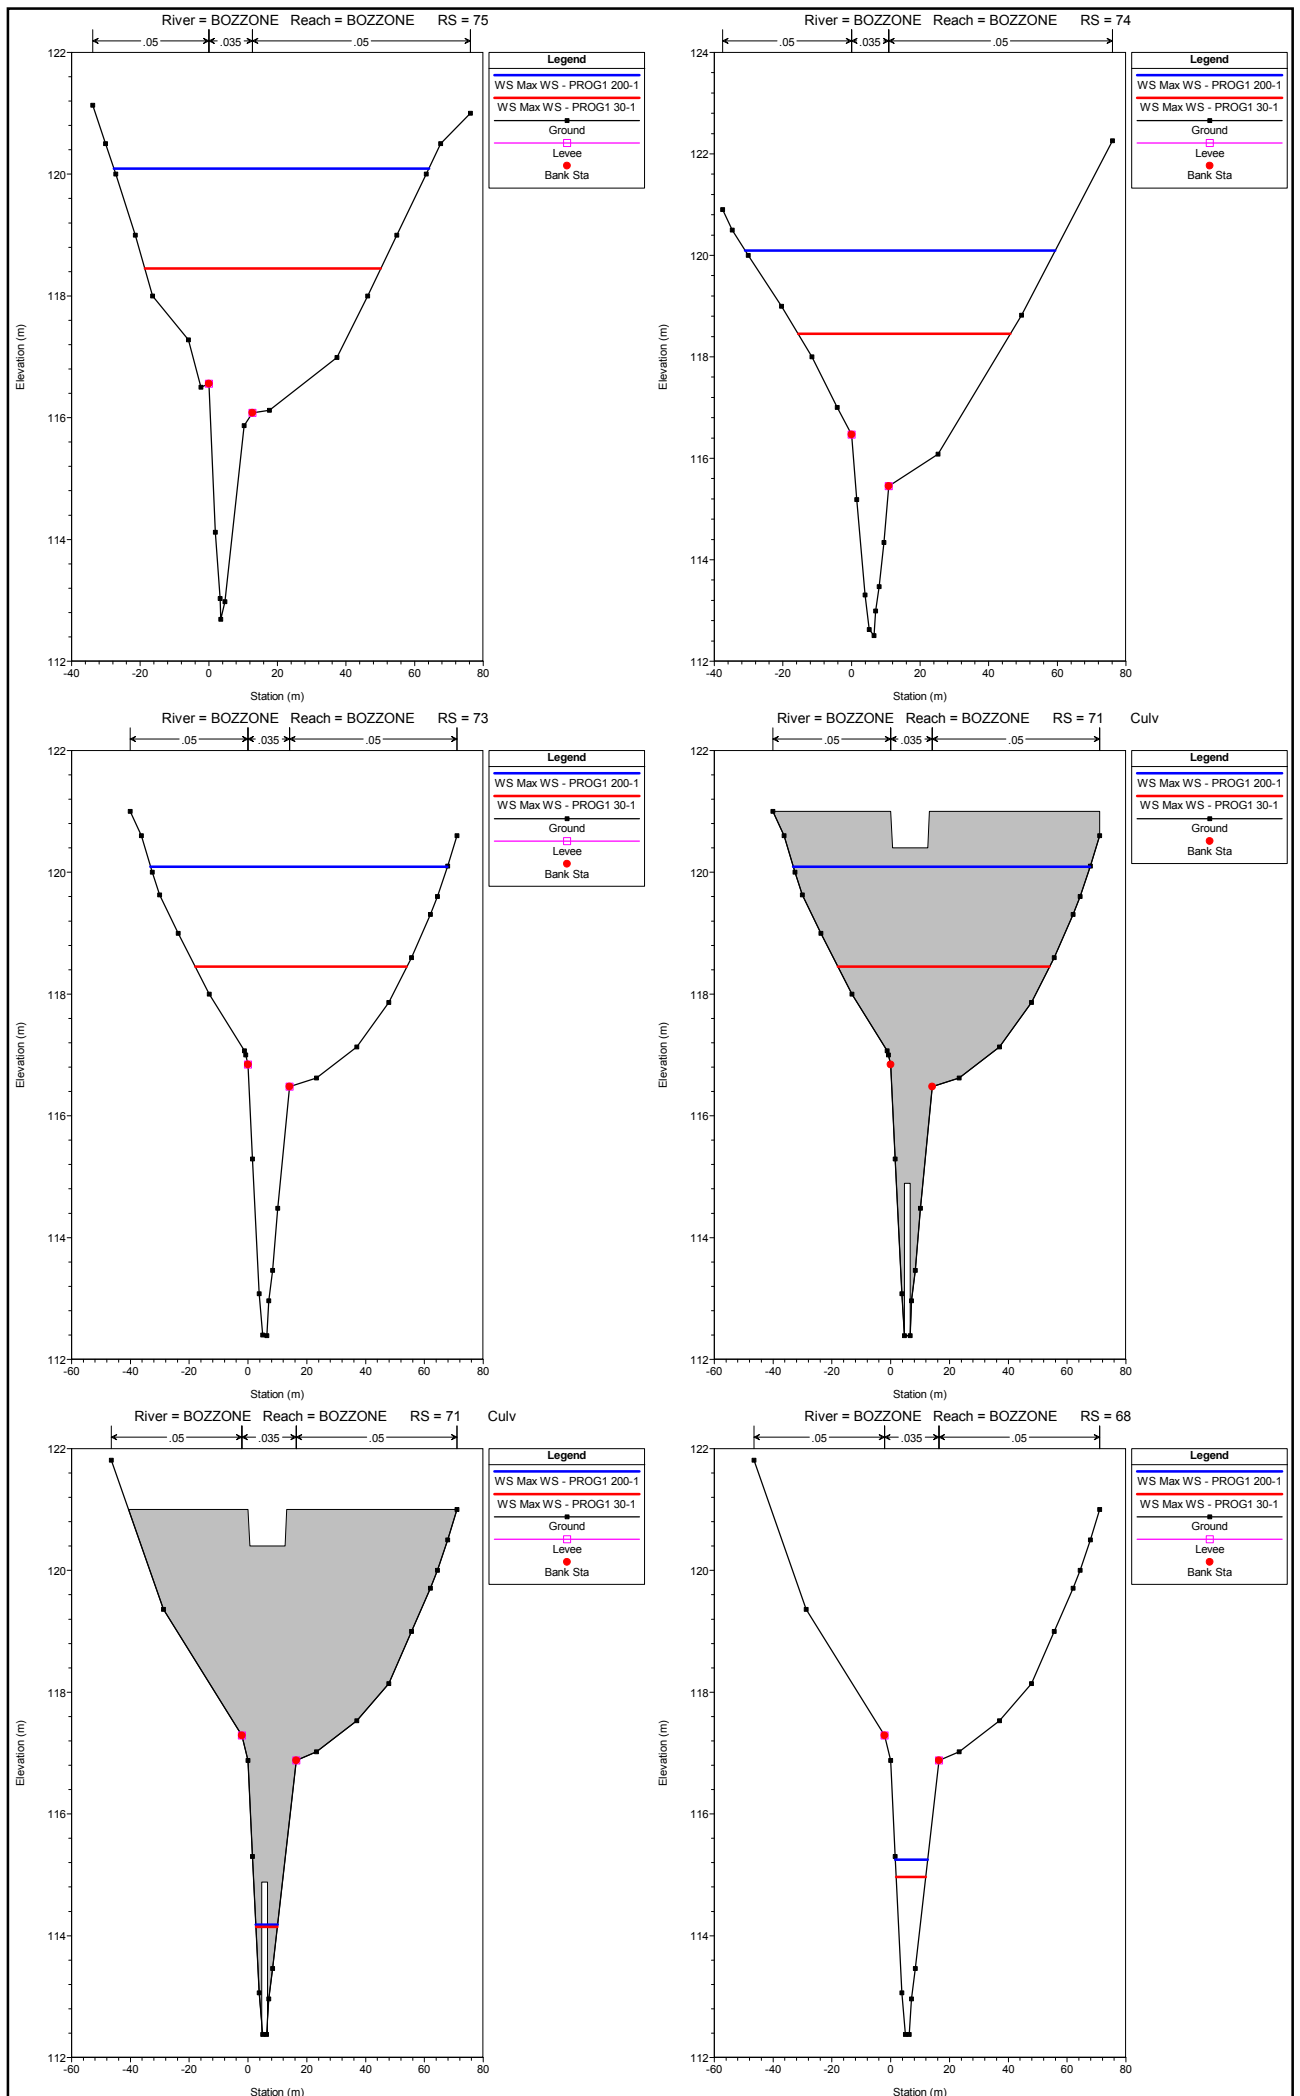 River = BOZZONE Reach = BOZZONE RS = 75
.05 .035 .05
122
120
118
116
114
112
Elevation (m)
-40 -20 0 20 40 60 80
Station (m)
Legend
WS Max WS - PROG1 200-1
WS Max WS - PROG1 30-1
Ground
Levee
Bank Sta
River = BOZZONE Reach = BOZZONE RS = 74
.05 .035 .05
124
122
120
118
116
114
112
Elevation (m)
-40 -20 0 20 40 60 80
Station (m)
Legend
WS Max WS - PROG1 200-1
WS Max WS - PROG1 30-1
Ground
Levee
Bank Sta
River = BOZZONE Reach = BOZZONE RS = 73
.05 .035 .05
122
120
118
116
114
112
Elevation (m)
-60 -40 -20 0 20 40 60 80
Station (m)
Legend
WS Max WS - PROG1 200-1
WS Max WS - PROG1 30-1
Ground
Levee
Bank Sta
River = BOZZONE Reach = BOZZONE RS = 71 Culv
.05 .035 .05
122
120
118
116
114
112
Elevation (m)
-60 -40 -20 0 20 40 60 80
Station (m)
Legend
WS Max WS - PROG1 200-1
WS Max WS - PROG1 30-1
Ground
Bank Sta
River = BOZZONE Reach = BOZZONE RS = 71 Culv
.05 .035 .05
122
120
118
116
114
112
Elevation (m)
-60 -40 -20 0 20 40 60 80
Station (m)
Legend
WS Max WS - PROG1 200-1
WS Max WS - PROG1 30-1
Ground
Levee
Bank Sta
River = BOZZONE Reach = BOZZONE RS = 68
.05 .035 .05
122
120
118
116
114
112
Elevation (m)
-60 -40 -20 0 20 40 60 80
Station (m)
Legend
WS Max WS - PROG1 200-1
WS Max WS - PROG1 30-1
Ground
Levee
Bank Sta